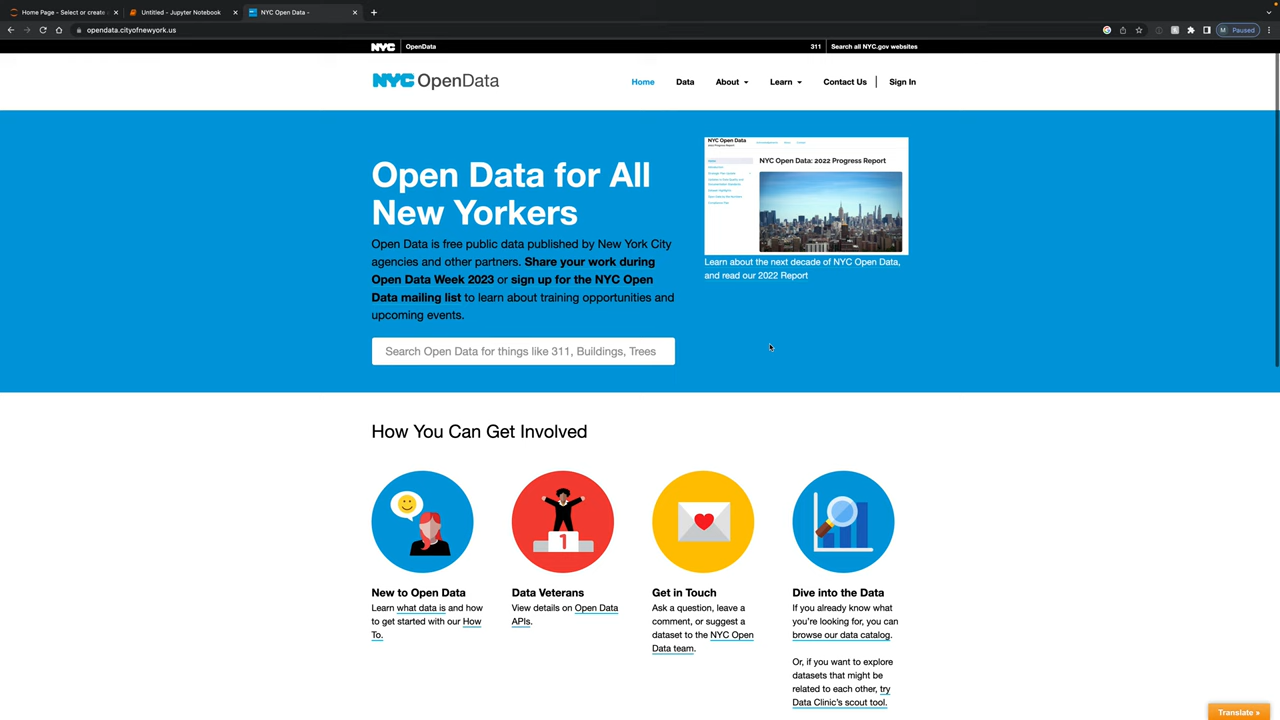 Home Page - Select or create
Untitled - Jupyter Notebook
NYC Open Data -
opendata.cityofnewyork.us
Paused
NYC OpenData
311
Search all NYC.gov websites
NYC OpenData
Home
Data
About
Learn
Contact Us
Sign In
Open Data for All
New Yorkers
Open Data is free public data published by New York City
agencies and other partners. Share your work during
Open Data Week 2023 or sign up for the NYC Open
Data mailing list to learn about training opportunities and
upcoming events.
Search Open Data for things like 311, Buildings, Trees
NYC Open Data
NYC Open Data: 2022 Progress Report
Learn about the next decade of NYC Open Data,
and read our 2022 Report
How You Can Get Involved
1
New to Open Data
Learn what data is and how
to get started with our How
To.
Data Veterans
View details on Open Data
APIs.
Get in Touch
Ask a question, leave a
comment, or suggest a
dataset to the NYC Open
Data team.
Dive into the Data
If you already know what
you're looking for, you can
browse our data catalog.
Or, if you want to explore
datasets that might be
related to each other, try
Data Clinic's scout tool.
Translate »